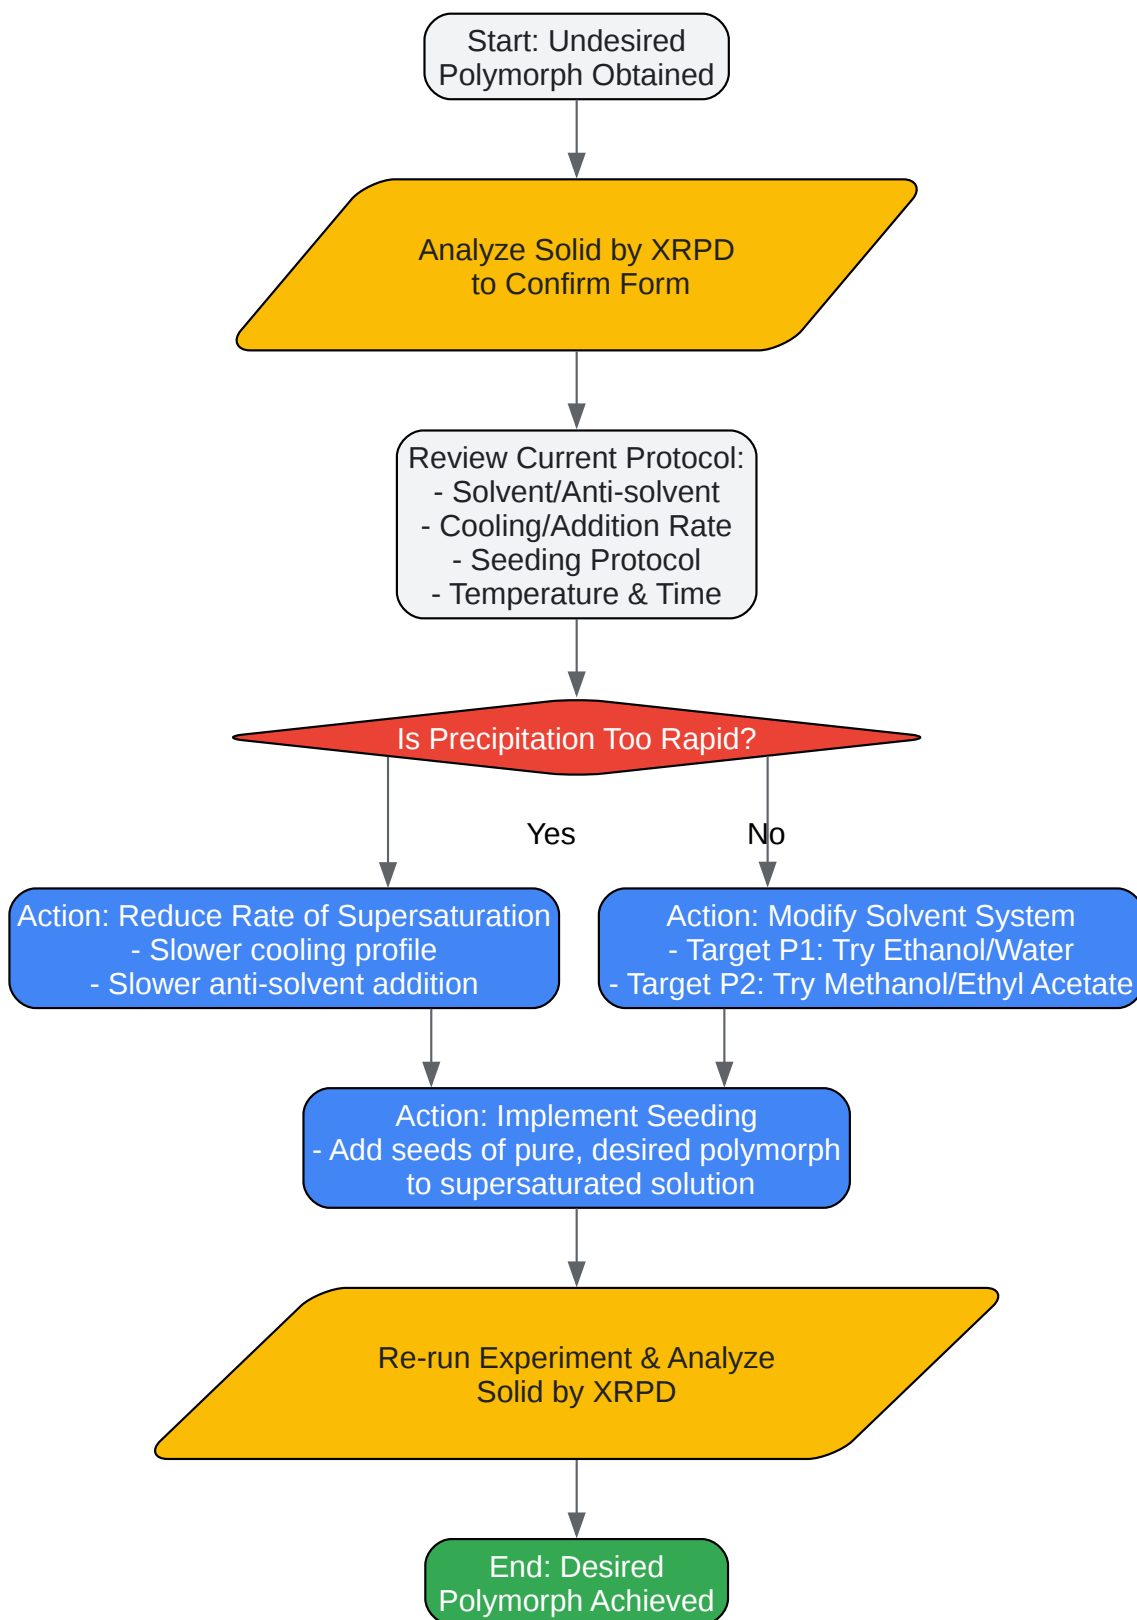 Start: Undesired
Polymorph Obtained
Analyze Solid by XRPD
to Confirm Form
Review Current Protocol:
- Solvent/Anti-solvent
- Cooling/Addition Rate
- Seeding Protocol
- Temperature & Time
Is Precipitation Too Rapid?
Yes
No
Action: Reduce Rate of Supersaturation
- Slower cooling profile
- Slower anti-solvent addition
Action: Modify Solvent System
- Target P1: Try Ethanol/Water
- Target P2: Try Methanol/Ethyl Acetate
Action: Implement Seeding
- Add seeds of pure, desired polymorph
to supersaturated solution
Re-run Experiment & Analyze
Solid by XRPD
End: Desired
Polymorph Achieved